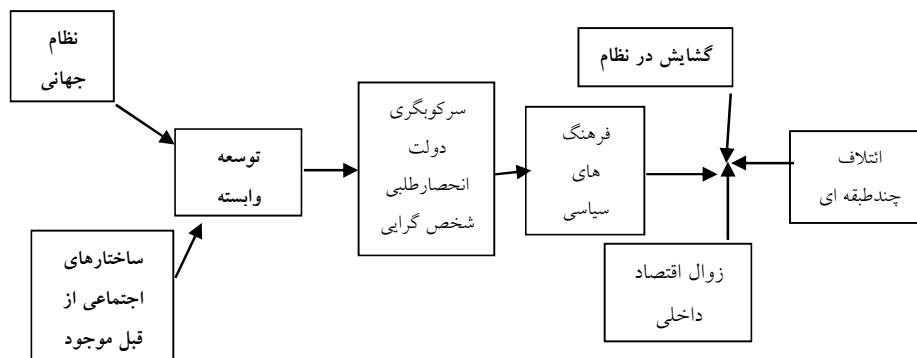 نظام
جهانی
ساختارهای
اجتماعی از
قبل موجود
توسعه
وابسته
سرکوبگری
دولت
انحصارطلبی
شخص گرایی
فرهنگ
های
سیاسی
گشایش در نظام
زوال اقتصاد
داخلی
ائتلاف
چندطبقه ای